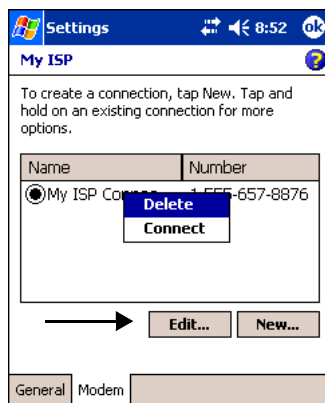 Settings 8:52 ok
My ISP ?
To create a connection, tap New. Tap and
hold on an existing connection for more
options.
Name Number
My ISP 657-8876
Delete
Connect
Edit... New...
General Modem